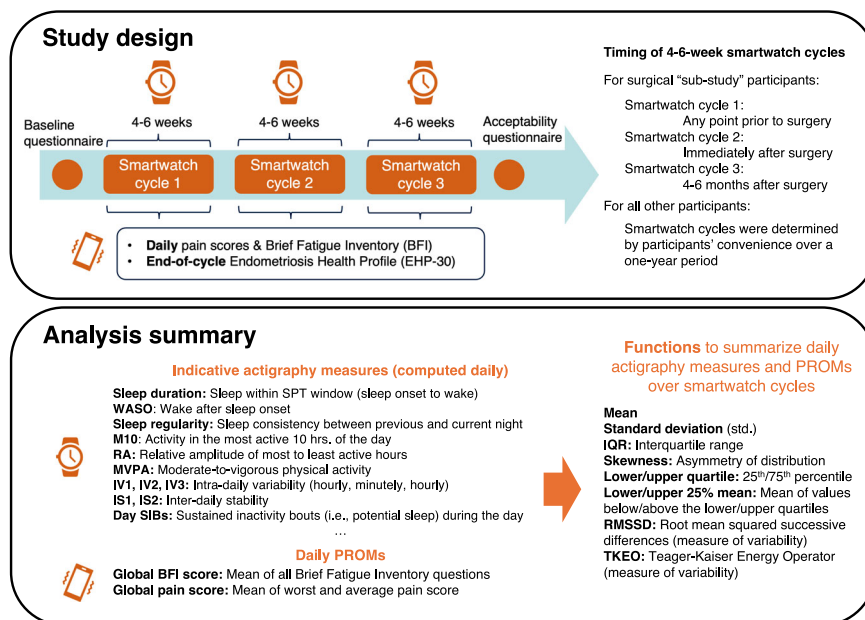 Study design
4-6 weeks
4-6 weeks
4-6 weeks
Baseline
questionnaire
Acceptability
questionnaire
Smartwatch
cycle 1
Smartwatch
cycle 2
Smartwatch
cycle 3
• Daily pain scores & Brief Fatigue Inventory (BFI)
• End-of-cycle Endometriosis Health Profile (EHP-30)
Timing of 4-6-week smartwatch cycles
For surgical “sub-study” participants:
Smartwatch cycle 1:
Any point prior to surgery
Smartwatch cycle 2:
Immediately after surgery
Smartwatch cycle 3:
4-6 months after surgery
For all other participants:
Smartwatch cycles were determined
by participants’ convenience over a
one-year period
Analysis summary
Indicative actigraphy measures (computed daily)
Sleep duration: Sleep within SPT window (sleep onset to wake)
WASO: Wake after sleep onset
Sleep regularity: Sleep consistency between previous and current night
M10: Activity in the most active 10 hrs. of the day
RA: Relative amplitude of most to least active hours
MVPA: Moderate-to-vigorous physical activity
IV1, IV2, IV3: Intra-daily variability (hourly, minutely, hourly)
IS1, IS2: Inter-daily stability
Day SIBs: Sustained inactivity bouts (i.e., potential sleep) during the day
...
Daily PROMs
Global BFI score: Mean of all Brief Fatigue Inventory questions
Global pain score: Mean of worst and average pain score
Functions to summarize daily
actigraphy measures and PROMs
over smartwatch cycles
Mean
Standard deviation (std.)
IQR: Interquartile range
Skewness: Asymmetry of distribution
Lower/upper quartile: 25th/75th percentile
Lower/upper 25% mean: Mean of values
below/above the lower/upper quartiles
RMSSD: Root mean squared successive
differences (measure of variability)
TKEO: Teager-Kaiser Energy Operator
(measure of variability)